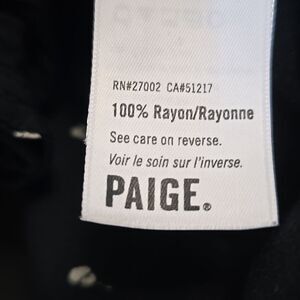 RN#27002 CA#51217
100% Rayon/Rayonne
See care on reverse.
Voir le soin sur l'inverse.
PAIGE®